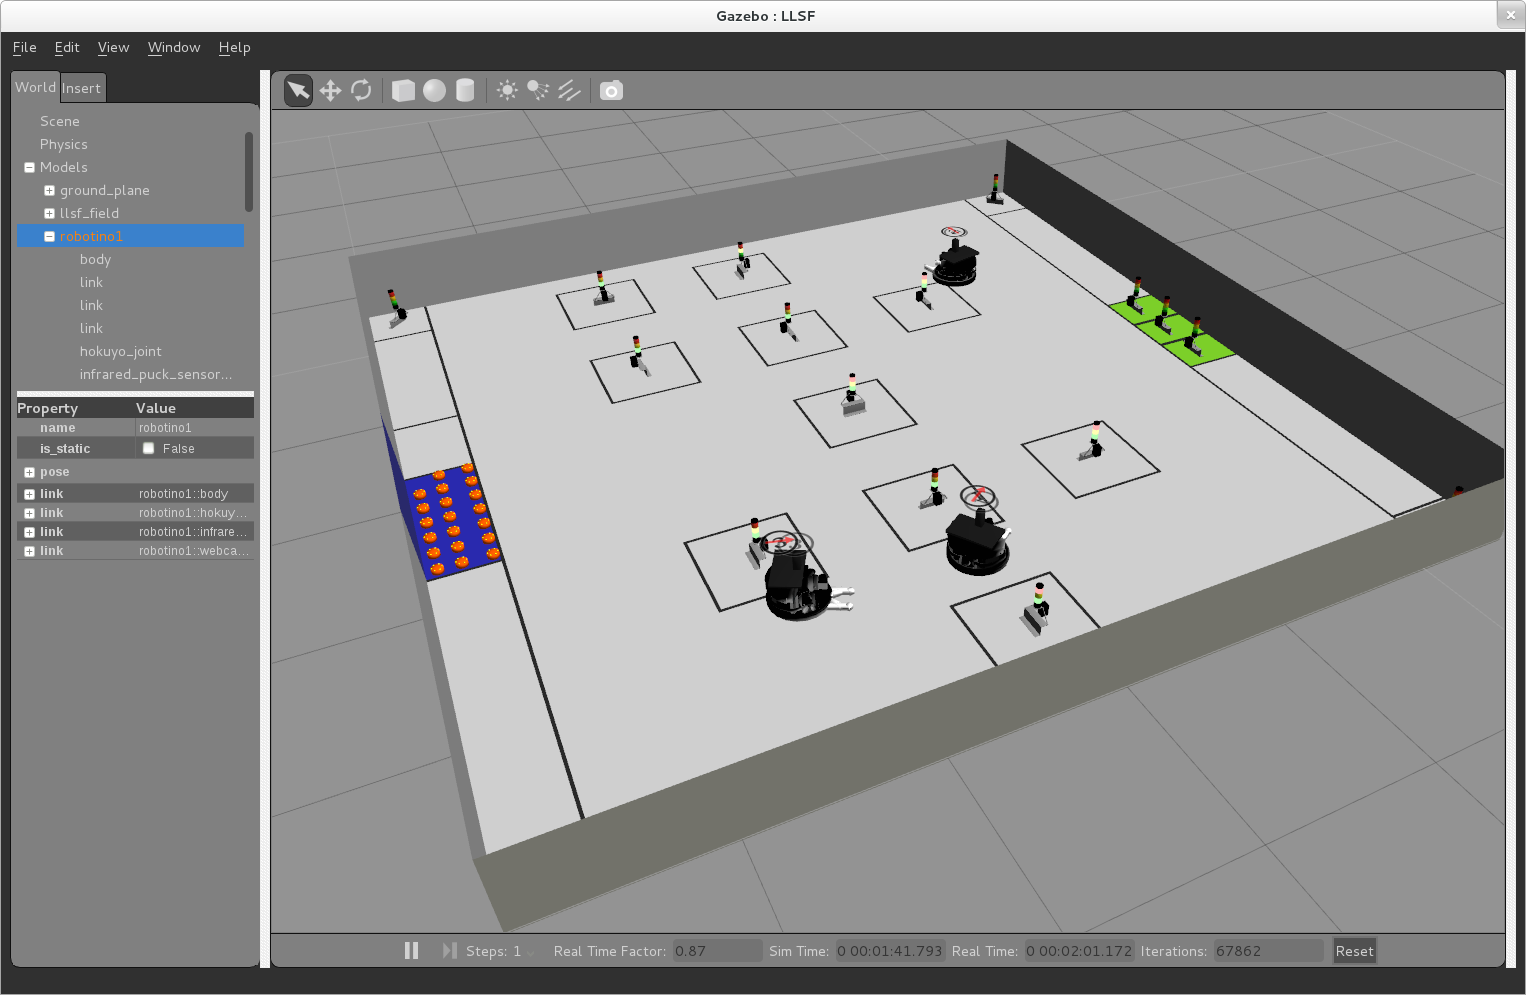 Gazebo : LLSF
File Edit View Window Help
World Insert
Scene
Physics
Models
ground_plane
llsf_field
robotino1
body
link
link
link
hokuyo_joint
infrared_puck_sensor...
Property Value
name robotino1
is_static False
pose
link robotino1::body
link robotino1::hokuy...
link robotino1::infrare...
link robotino1::webca...
Steps: 1 Real Time Factor: 0.87 Sim Time: 0 00:01:41.793 Real Time: 0 00:02:01.172 Iterations: 67862 Reset